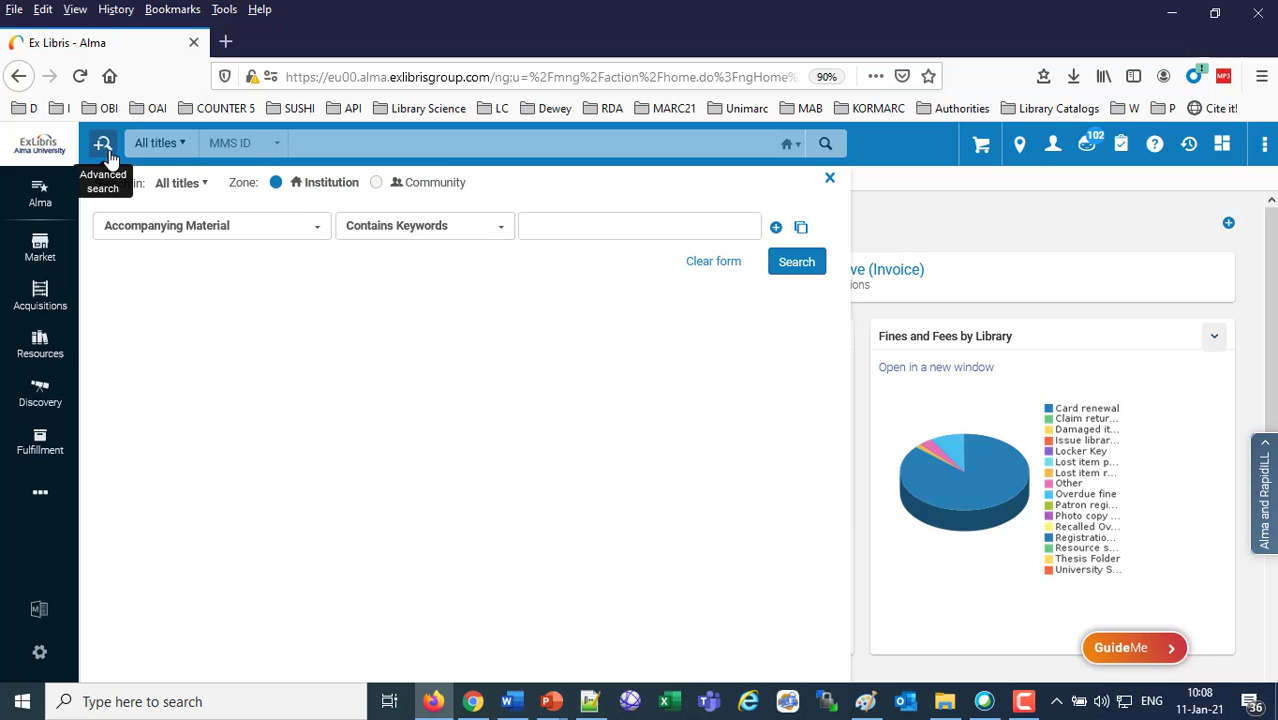 File Edit View History Bookmarks Tools Help
Ex Libris - Alma
https://eu00.alma.exlibrisgroup.com/ng:u=%2Fmng%2Faction%2Fhome.do%3FngHome% 90%
D I OBI OAI COUNTER 5 SUSHI API Library Science LC Dewey RDA MARC21 Unimarc MAB KORMARC Authorities Library Catalogs W P Cite it!
ExLibris
Alma University
All titles MMS ID 102
Advanced
search
in: All titles Zone: Institution Community
Alma
Market
Acquisitions
Resources
Discovery
Fulfillment
Accompanying Material Contains Keywords
Clear form Search
ve (Invoice)
ions
Fines and Fees by Library
Open in a new window
Card renewal
Claim retur...
Damaged it...
Issue librar...
Locker Key
Lost item p...
Lost item r...
Other
Overdue fine
Patron regi...
Photo copy ...
Recalled Ov...
Registratio...
Resource s...
Thesis Folder
University S...
Alma and RapidILL
GuideMe
Type here to search
ENG
10:08
11-Jan-21
36